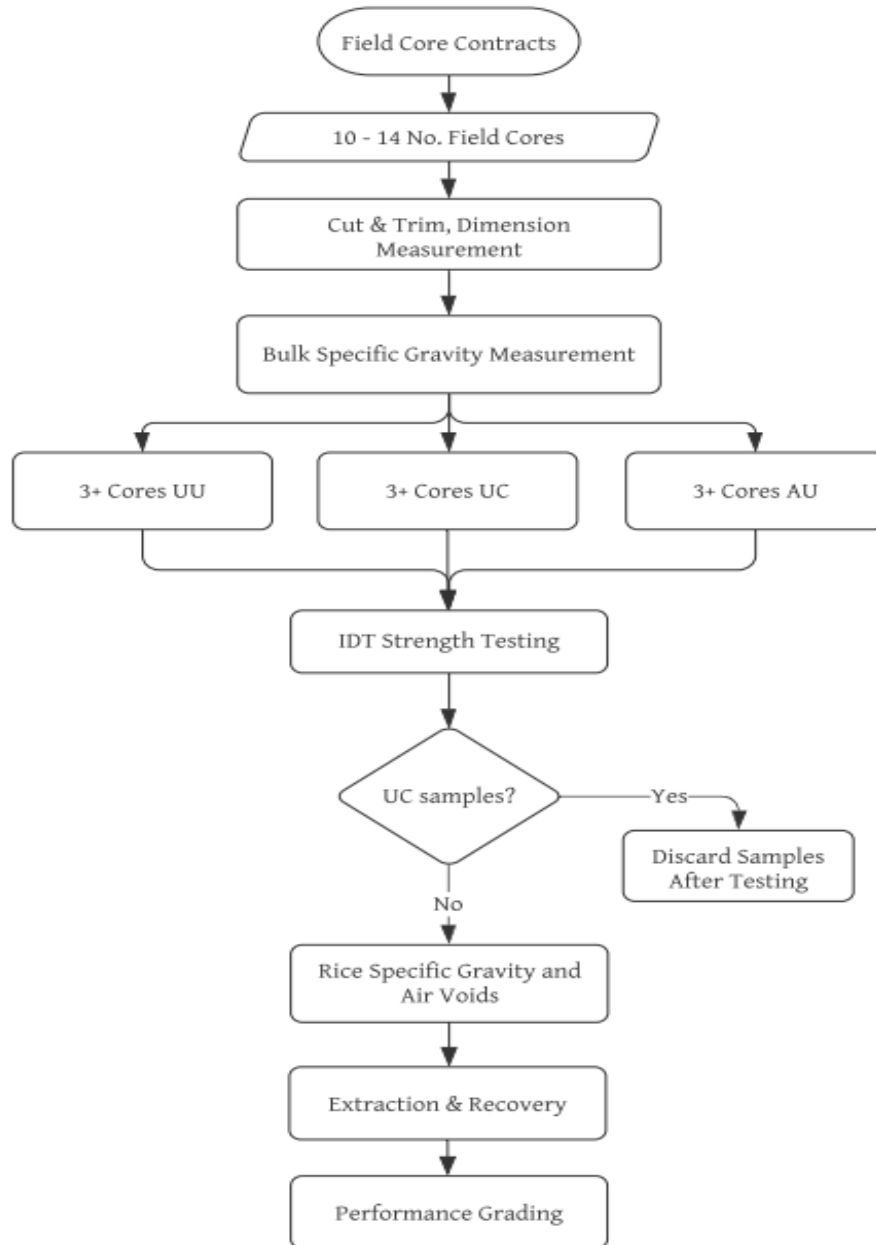 Field Core Contracts
10 - 14 No. Field Cores
Cut & Trim, Dimension
Measurement
Bulk Specific Gravity Measurement
3+ Cores UU
3+ Cores UC
3+ Cores AU
IDT Strength Testing
UC samples?
Yes
Discard Samples
After Testing
No
Rice Specific Gravity and
Air Voids
Extraction & Recovery
Performance Grading